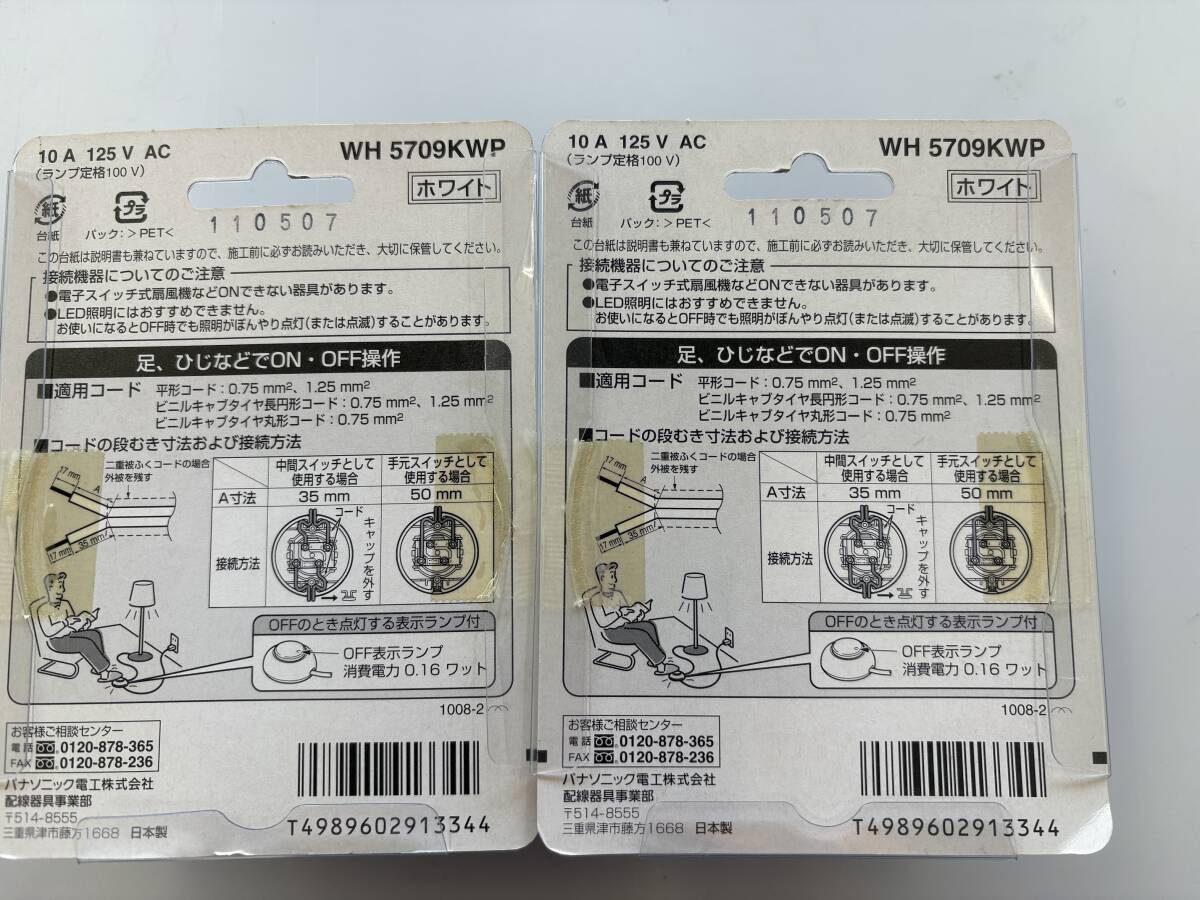 10 A 125 V AC
(ランプ定格100 V)
WH 5709KWP
ホワイト
紙
台紙
プラ
パック:>PET<
110507
この台紙は説明書も兼ねていますので、施工前に必ずお読みいただき、大切に保管してください。
接続機器についてのご注意
●電子スイッチ式扇風機などONできない器具があります。
●LED照明にはおすすめできません。
お使いになるとOFF時でも照明がぼんやり点灯(または点滅)することがあります。
足、ひじなどでON・OFF操作
■適用コード 平形コード:0.75 mm²、1.25 mm²
ビニルキャブタイヤ長円形コード:0.75 mm²、1.25 mm²
ビニルキャブタイヤ丸形コード:0.75 mm²
■コードの段むき寸法および接続方法
17 mm
A
二重被ふくコードの場合
外被を残す
17 mm
35 mm
中間スイッチとして
使用する場合
手元スイッチとして
使用する場合
A寸法
35 mm
50 mm
接続方法
コード
キャップを外す
OFFのとき点灯する表示ランプ付
OFF表示ランプ
消費電力 0.16 ワット
1008-2
お客様ご相談センター
電話 0120-878-365
FAX 0120-878-236
パナソニック電工株式会社
配線器具事業部
〒514-8555
三重県津市藤方1668 日本製
T4989602913344
10 A 125 V AC
(ランプ定格100 V)
WH 5709KWP
ホワイト
紙
台紙
プラ
パック:>PET<
110507
この台紙は説明書も兼ねていますので、施工前に必ずお読みいただき、大切に保管してください。
接続機器についてのご注意
●電子スイッチ式扇風機などONできない器具があります。
●LED照明にはおすすめできません。
お使いになるとOFF時でも照明がぼんやり点灯(または点滅)することがあります。
足、ひじなどでON・OFF操作
■適用コード 平形コード:0.75 mm²、1.25 mm²
ビニルキャブタイヤ長円形コード:0.75 mm²、1.25 mm²
ビニルキャブタイヤ丸形コード:0.75 mm²
■コードの段むき寸法および接続方法
17 mm
A
二重被ふくコードの場合
外被を残す
17 mm
35 mm
中間スイッチとして
使用する場合
手元スイッチとして
使用する場合
A寸法
35 mm
50 mm
接続方法
コード
キャップを外す
OFFのとき点灯する表示ランプ付
OFF表示ランプ
消費電力 0.16 ワット
1008-2
お客様ご相談センター
電話 0120-878-365
FAX 0120-878-236
パナソニック電工株式会社
配線器具事業部
〒514-8555
三重県津市藤方1668 日本製
T4989602913344